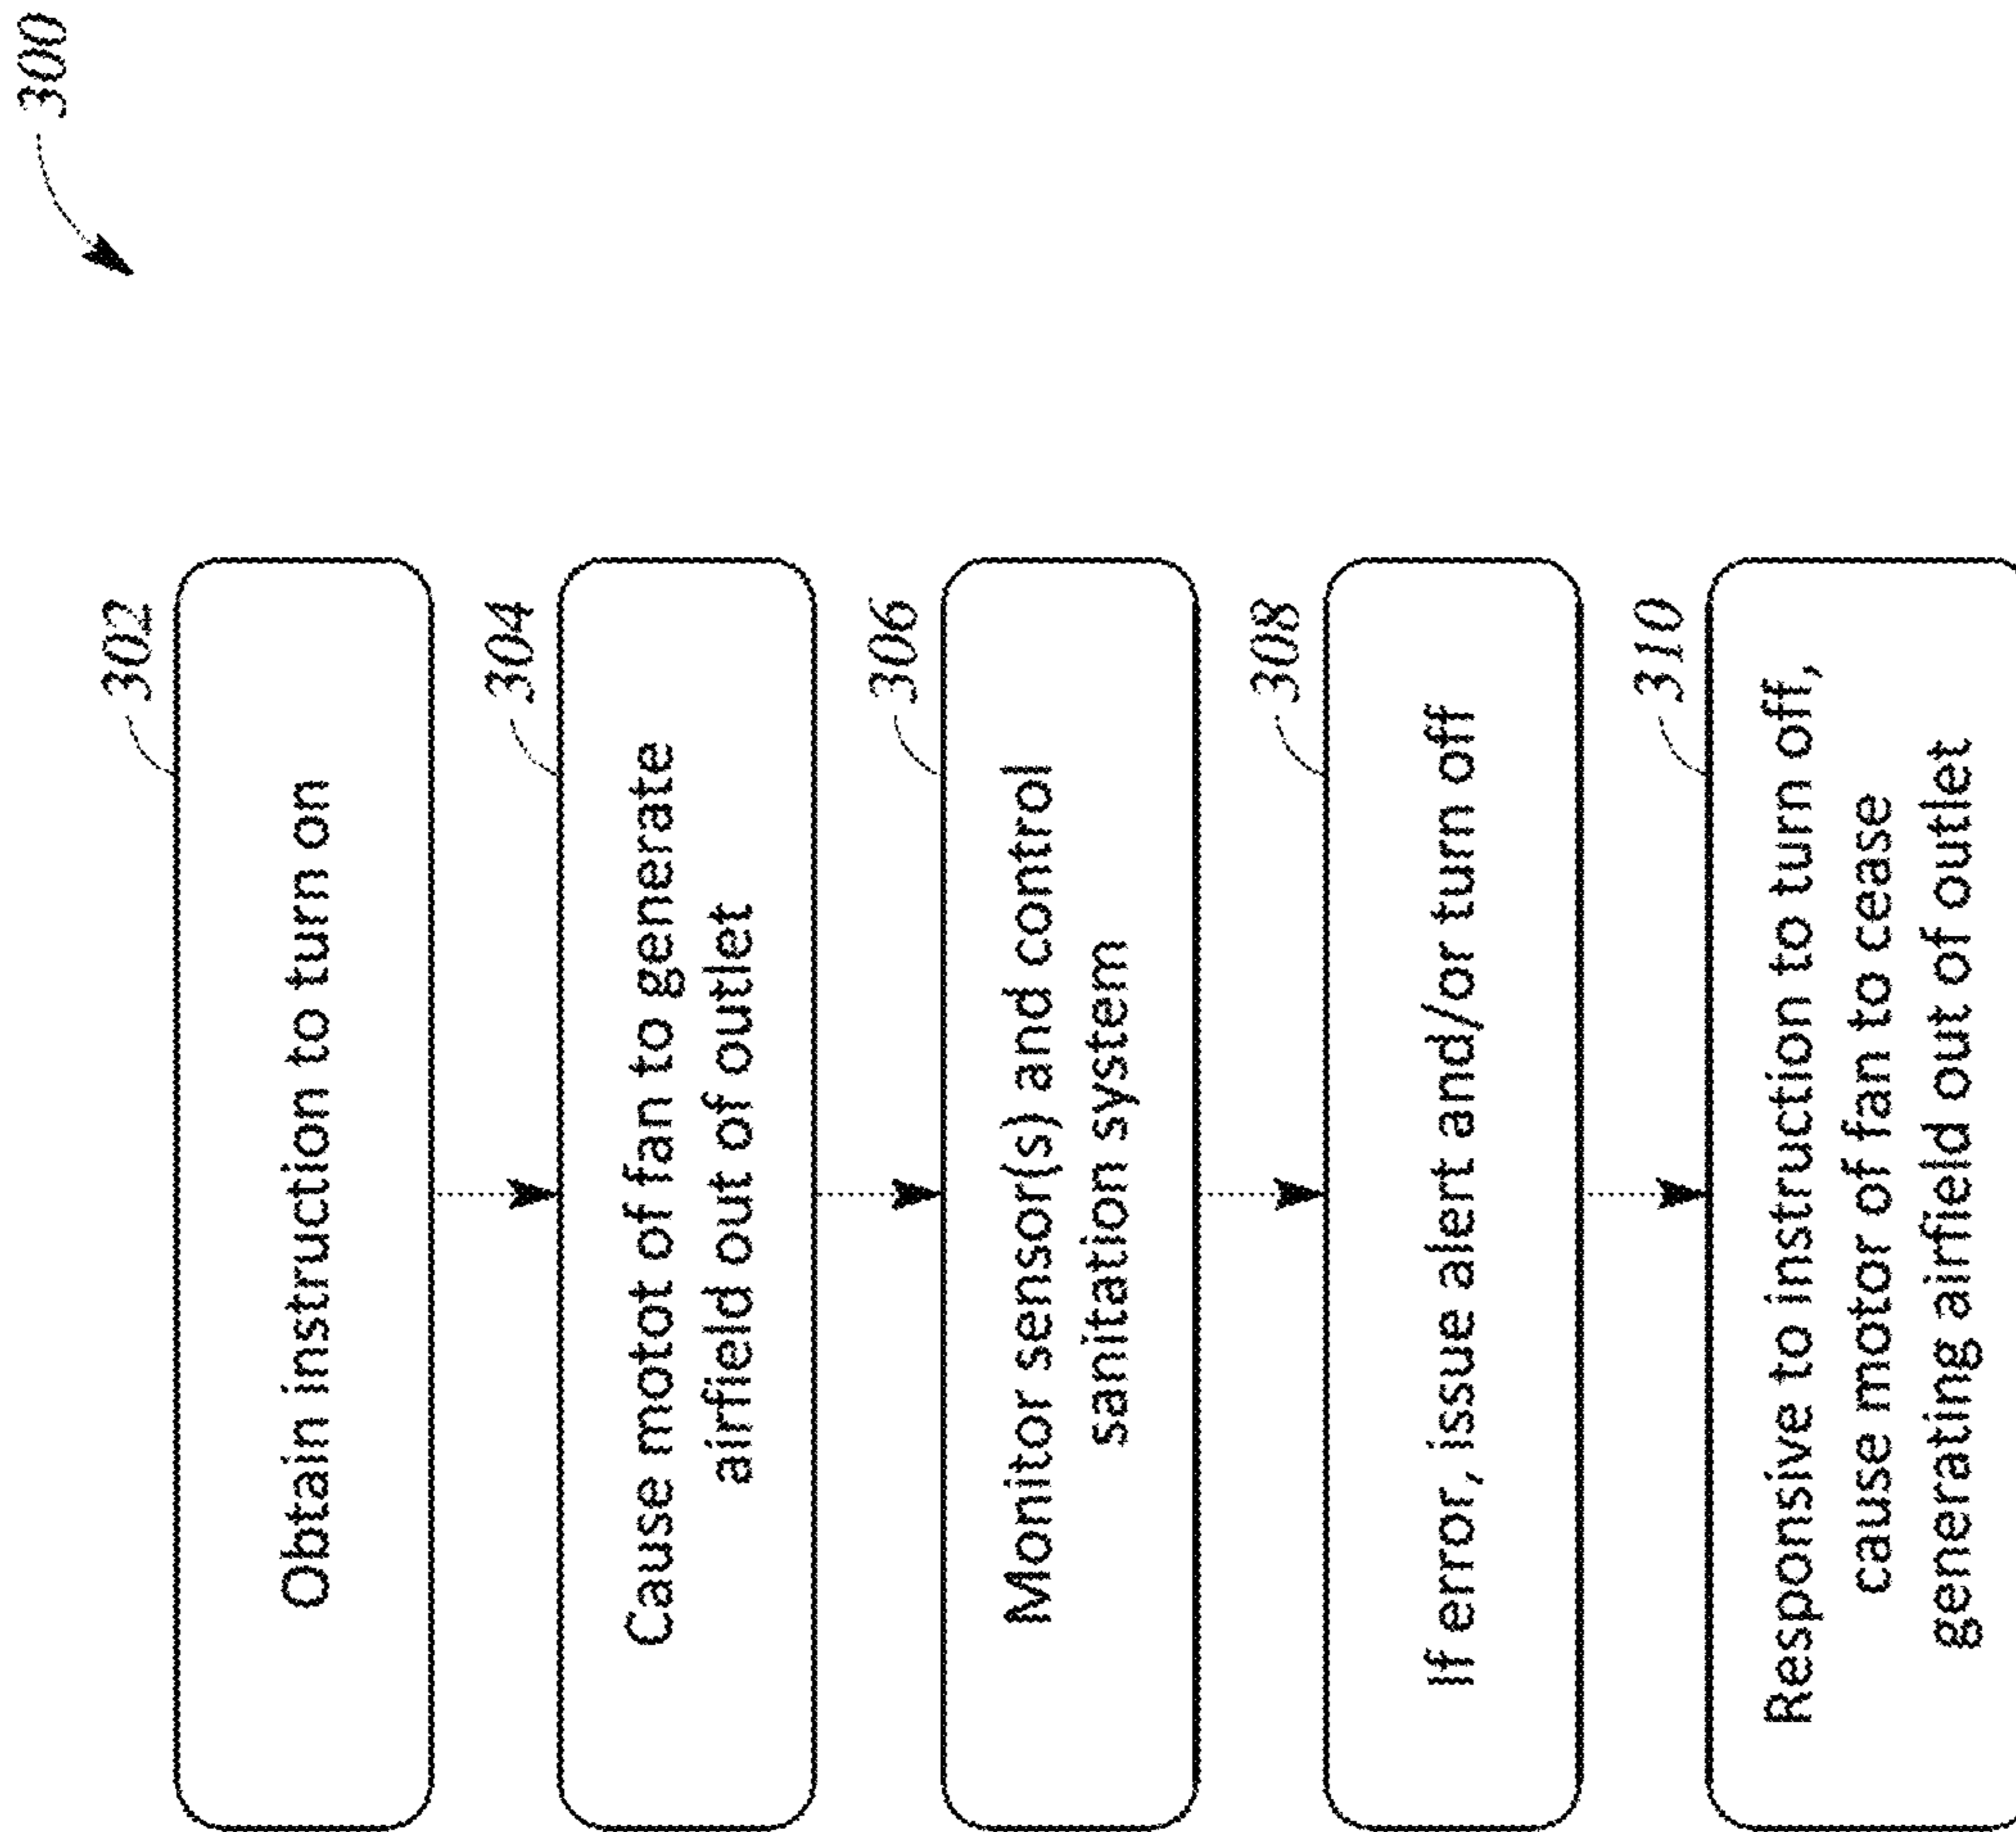 300
302
Obtain instruction to turn on
304
Cause motot of fan to generate
airfield out of outlet
306
Monitor sensor(s) and control
sanitation system
308
If error, issue alert and/or turn off
310
Responsive to instruction to turn off,
cause motor of fan to cease
generating airfield out of outlet